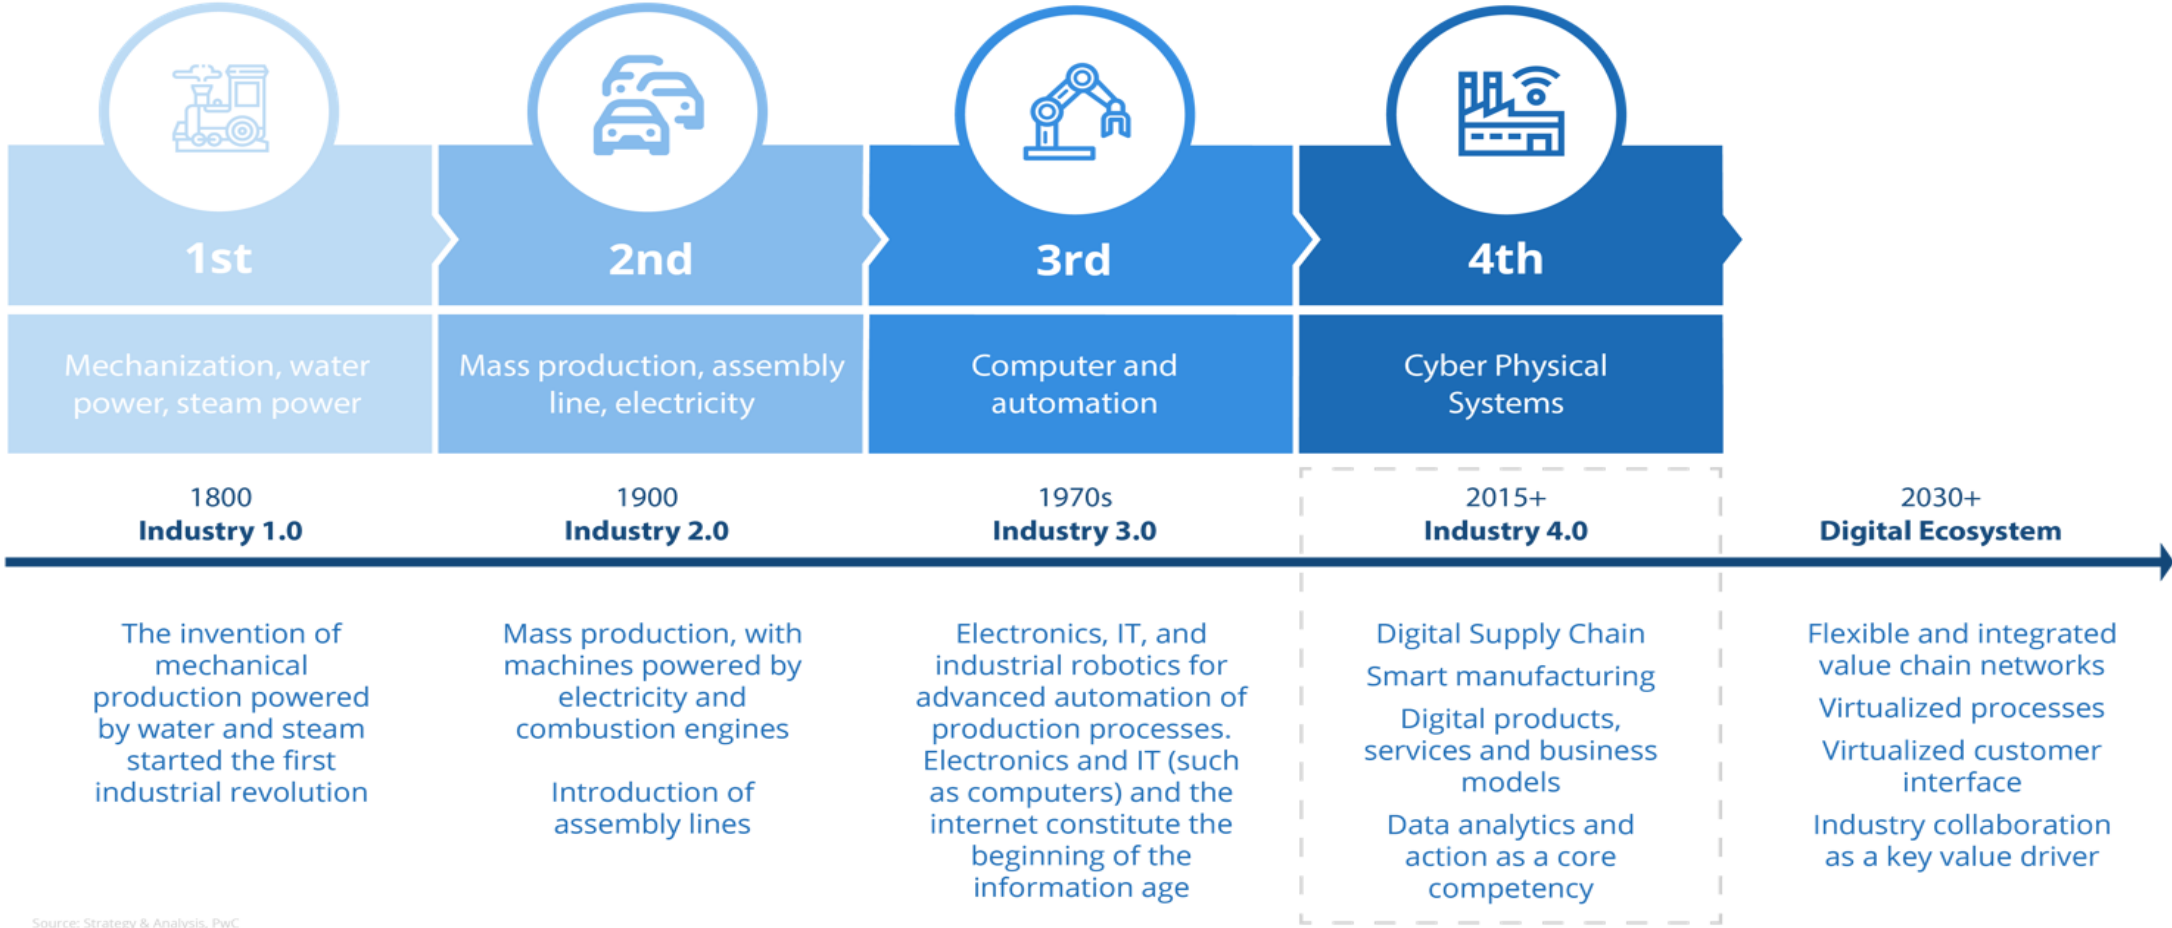 1st
2nd
3rd
4th
Mechanization, water
power, steam power
Mass production, assembly
line, electricity
Computer and
automation
Cyber Physical
Systems
1800
Industry 1.0
1900
Industry 2.0
1970s
Industry 3.0
2015+
Industry 4.0
2030+
Digital Ecosystem
The invention of
mechanical
production powered
by water and steam
started the first
industrial revolution
Mass production, with
machines powered by
electricity and
combustion engines
Introduction of
assembly lines
Electronics, IT, and
industrial robotics for
advanced automation of
production processes.
Electronics and IT (such
as computers) and the
internet constitute the
beginning of the
information age
Digital Supply Chain
Smart manufacturing
Digital products,
services and business
models
Data analytics and
action as a core
competency
Flexible and integrated
value chain networks
Virtualized processes
Virtualized customer
interface
Industry collaboration
as a key value driver
Source: Strategy & Analysis, PwC